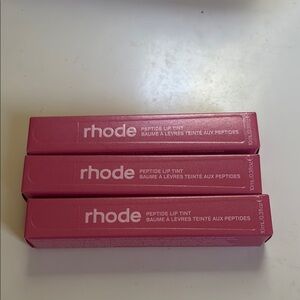 rhode
PEPTIDE LIP TINT
BAUME À LÈVRES TEINTÉ AUX PEPTIDES
rhode
PEPTIDE LIP TINT
BAUME À LÈVRES TEINTÉ AUX PEPTIDES
rhode
PEPTIDE LIP TINT
BAUME À LÈVRES TEINTÉ AUX PEPTIDES